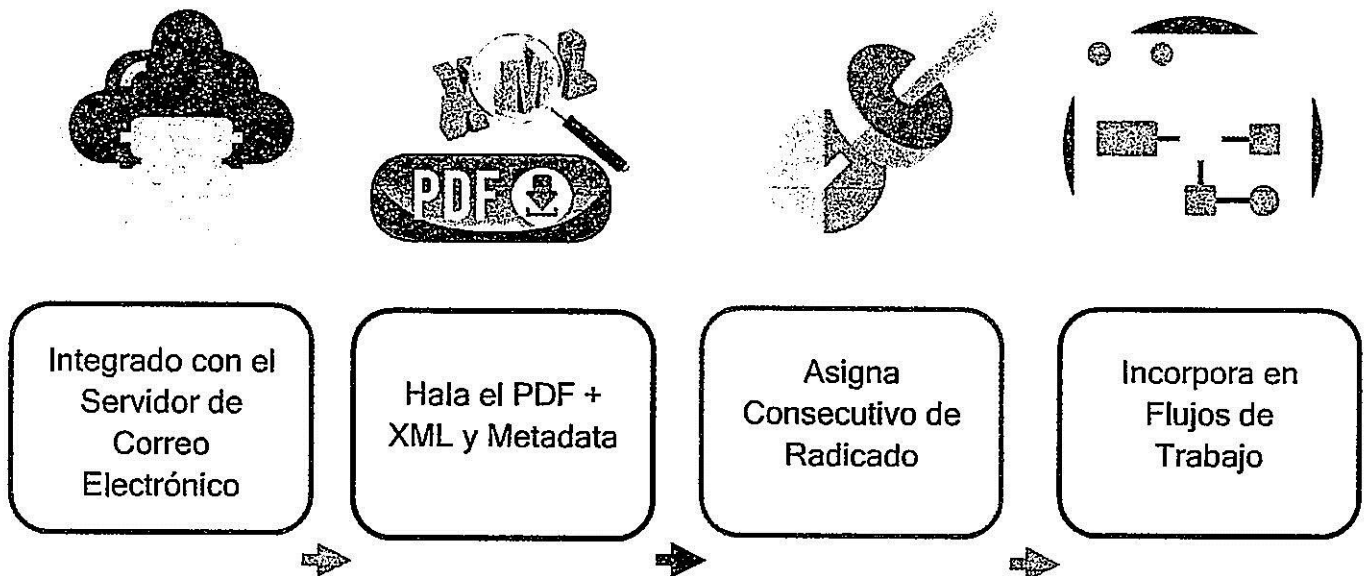 XML
PDF
Integrado con el
Servidor de
Correo
Electrónico
Hala el PDF +
XML y Metadata
Asigna
Consecutivo de
Radicado
Incorpora en
Flujos de
Trabajo